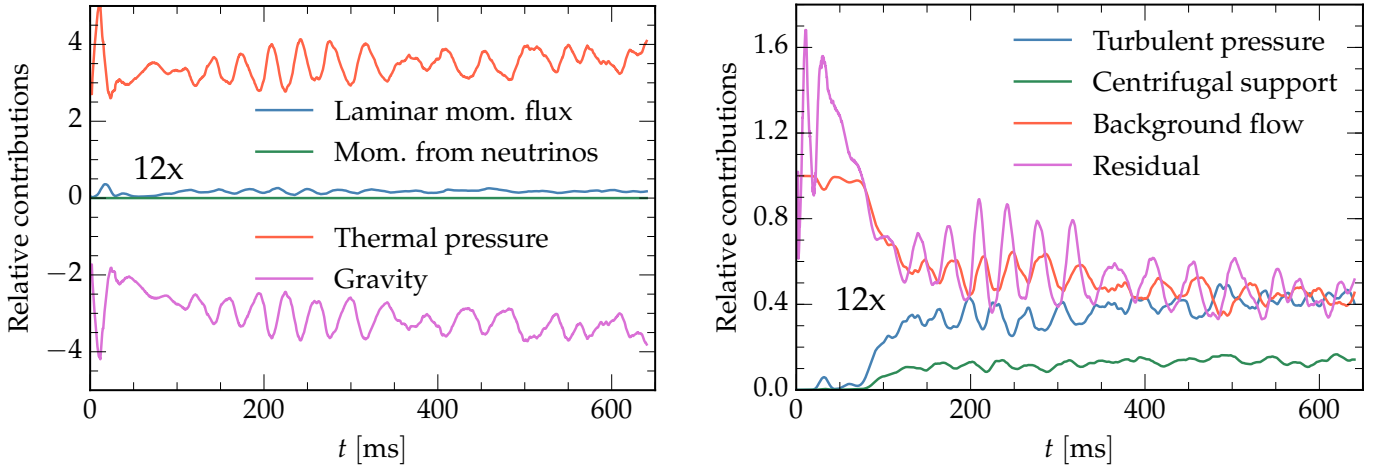 Relative contributions
4
2
0
−2
−4
12x
Laminar mom. flux
Mom. from neutrinos
Thermal pressure
Gravity
0
200
400
600
t [ms]
Relative contributions
1.6
1.2
0.8
0.4
0.0
12x
Turbulent pressure
Centrifugal support
Background flow
Residual
0
200
400
600
t [ms]